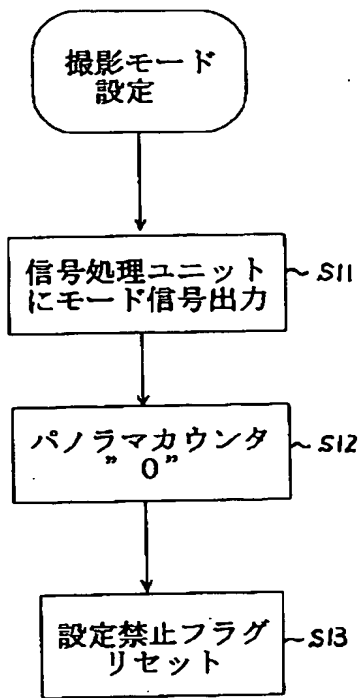 撮影モード
設定
信号処理ユニット
にモード信号出力
~S11
パノラマカウンタ
”0”
~S12
設定禁止フラグ
リセット
~S13